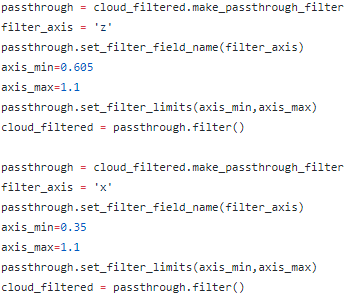 passthrough = cloud_filtered.make_passthrough_filter
filter_axis = 'z'
passthrough.set_filter_field_name(filter_axis)
axis_min=0.605
axis_max=1.1
passthrough.set_filter_limits(axis_min,axis_max)
cloud_filtered = passthrough.filter()
passthrough = cloud_filtered.make_passthrough_filter
filter_axis = 'x'
passthrough.set_filter_field_name(filter_axis)
axis_min=0.35
axis_max=1.1
passthrough.set_filter_limits(axis_min,axis_max)
cloud_filtered = passthrough.filter()